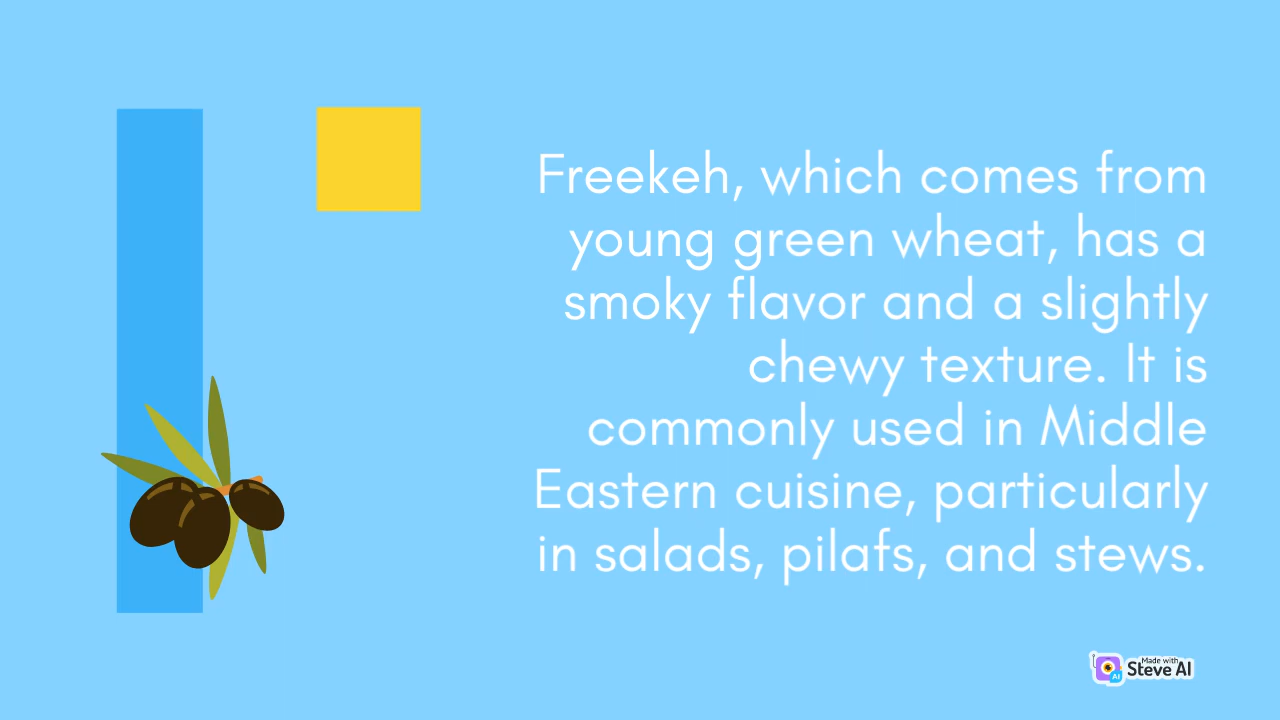 Freekeh, which comes from
young green wheat, has a
smoky flavor and a slightly
chewy texture. It is
commonly used in Middle
Eastern cuisine, particularly
in salads, pilafs, and stews.
Made with
Steve AI
AI